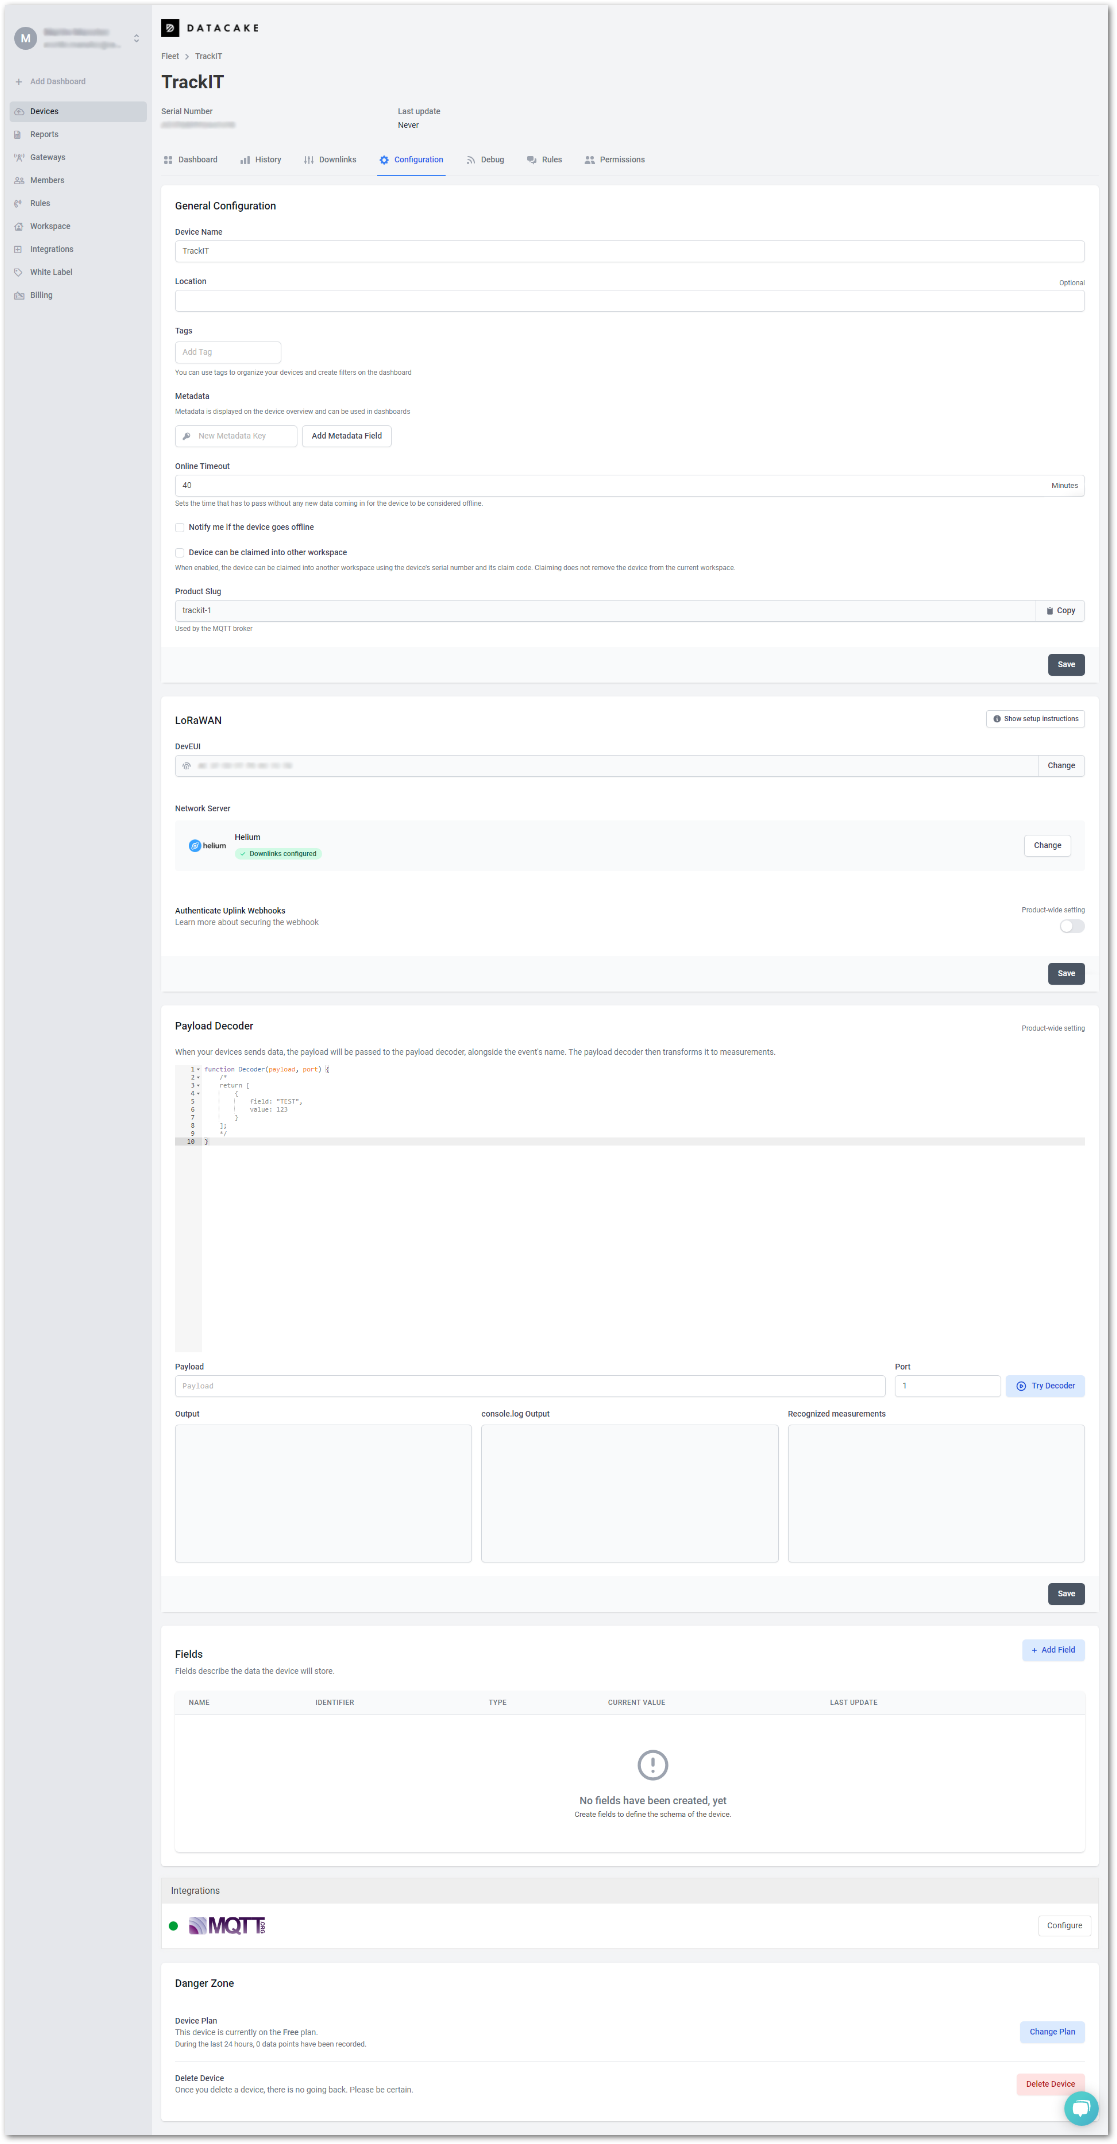 M
+ Add Dashboard
Devices
Reports
Gateways
Members
Rules
Workspace
Integrations
White Label
Billing
DATACAKE
Fleet > TrackIT
TrackIT
Serial Number
Last update
Never
Dashboard
History
Downlinks
Configuration
Debug
Rules
Permissions
General Configuration
Device Name
TrackIT
Location
Optional
Tags
Add Tag
You can use tags to organize your devices and create filters on the dashboard
Metadata
Metadata is displayed on the device overview and can be used in dashboards
New Metadata Key
Add Metadata Field
Online Timeout
40
Minutes
Sets the time that has to pass without any new data coming in for the device to be considered offline.
Notify me if the device goes offline
Device can be claimed into other workspace
When enabled, the device can be claimed into another workspace using the device's serial number and its claim code. Claiming does not remove the device from the current workspace
Product Slug
trackit-1
Copy
Used by the MQTT broker
Save
LoRaWAN
Show setup instructions
DevEUI
Change
Network Server
helium
Helium
Downlinks configured
Change
Authenticate Uplink Webhooks
Product-wide setting
Learn more about securing the webhook
Save
Payload Decoder
Product-wide setting
When your devices sends data, the payload will be passed to the payload decoder, alongside the event's name. The payload decoder then transforms it to measurements.
1 function Decoder(payload, port) {
2 /*
3 return [
4 {
5 field: "TEST",
6 value: 123
7 }
8 ];
9 */
10 }
Payload
Port
Payload
1
Try Decoder
Output
console.log Output
Recognized measurements
Save
Fields
+ Add Field
Fields describe the data the device will store.
NAME IDENTIFIER TYPE CURRENT VALUE LAST UPDATE
No fields have been created, yet
Create fields to define the schema of the device.
Integrations
MQTT.ORG
Configure
Danger Zone
Device Plan
This device is currently on the Free plan.
During the last 24 hours, 0 data points have been recorded.
Change Plan
Delete Device
Once you delete a device, there is no going back. Please be certain.
Delete Device